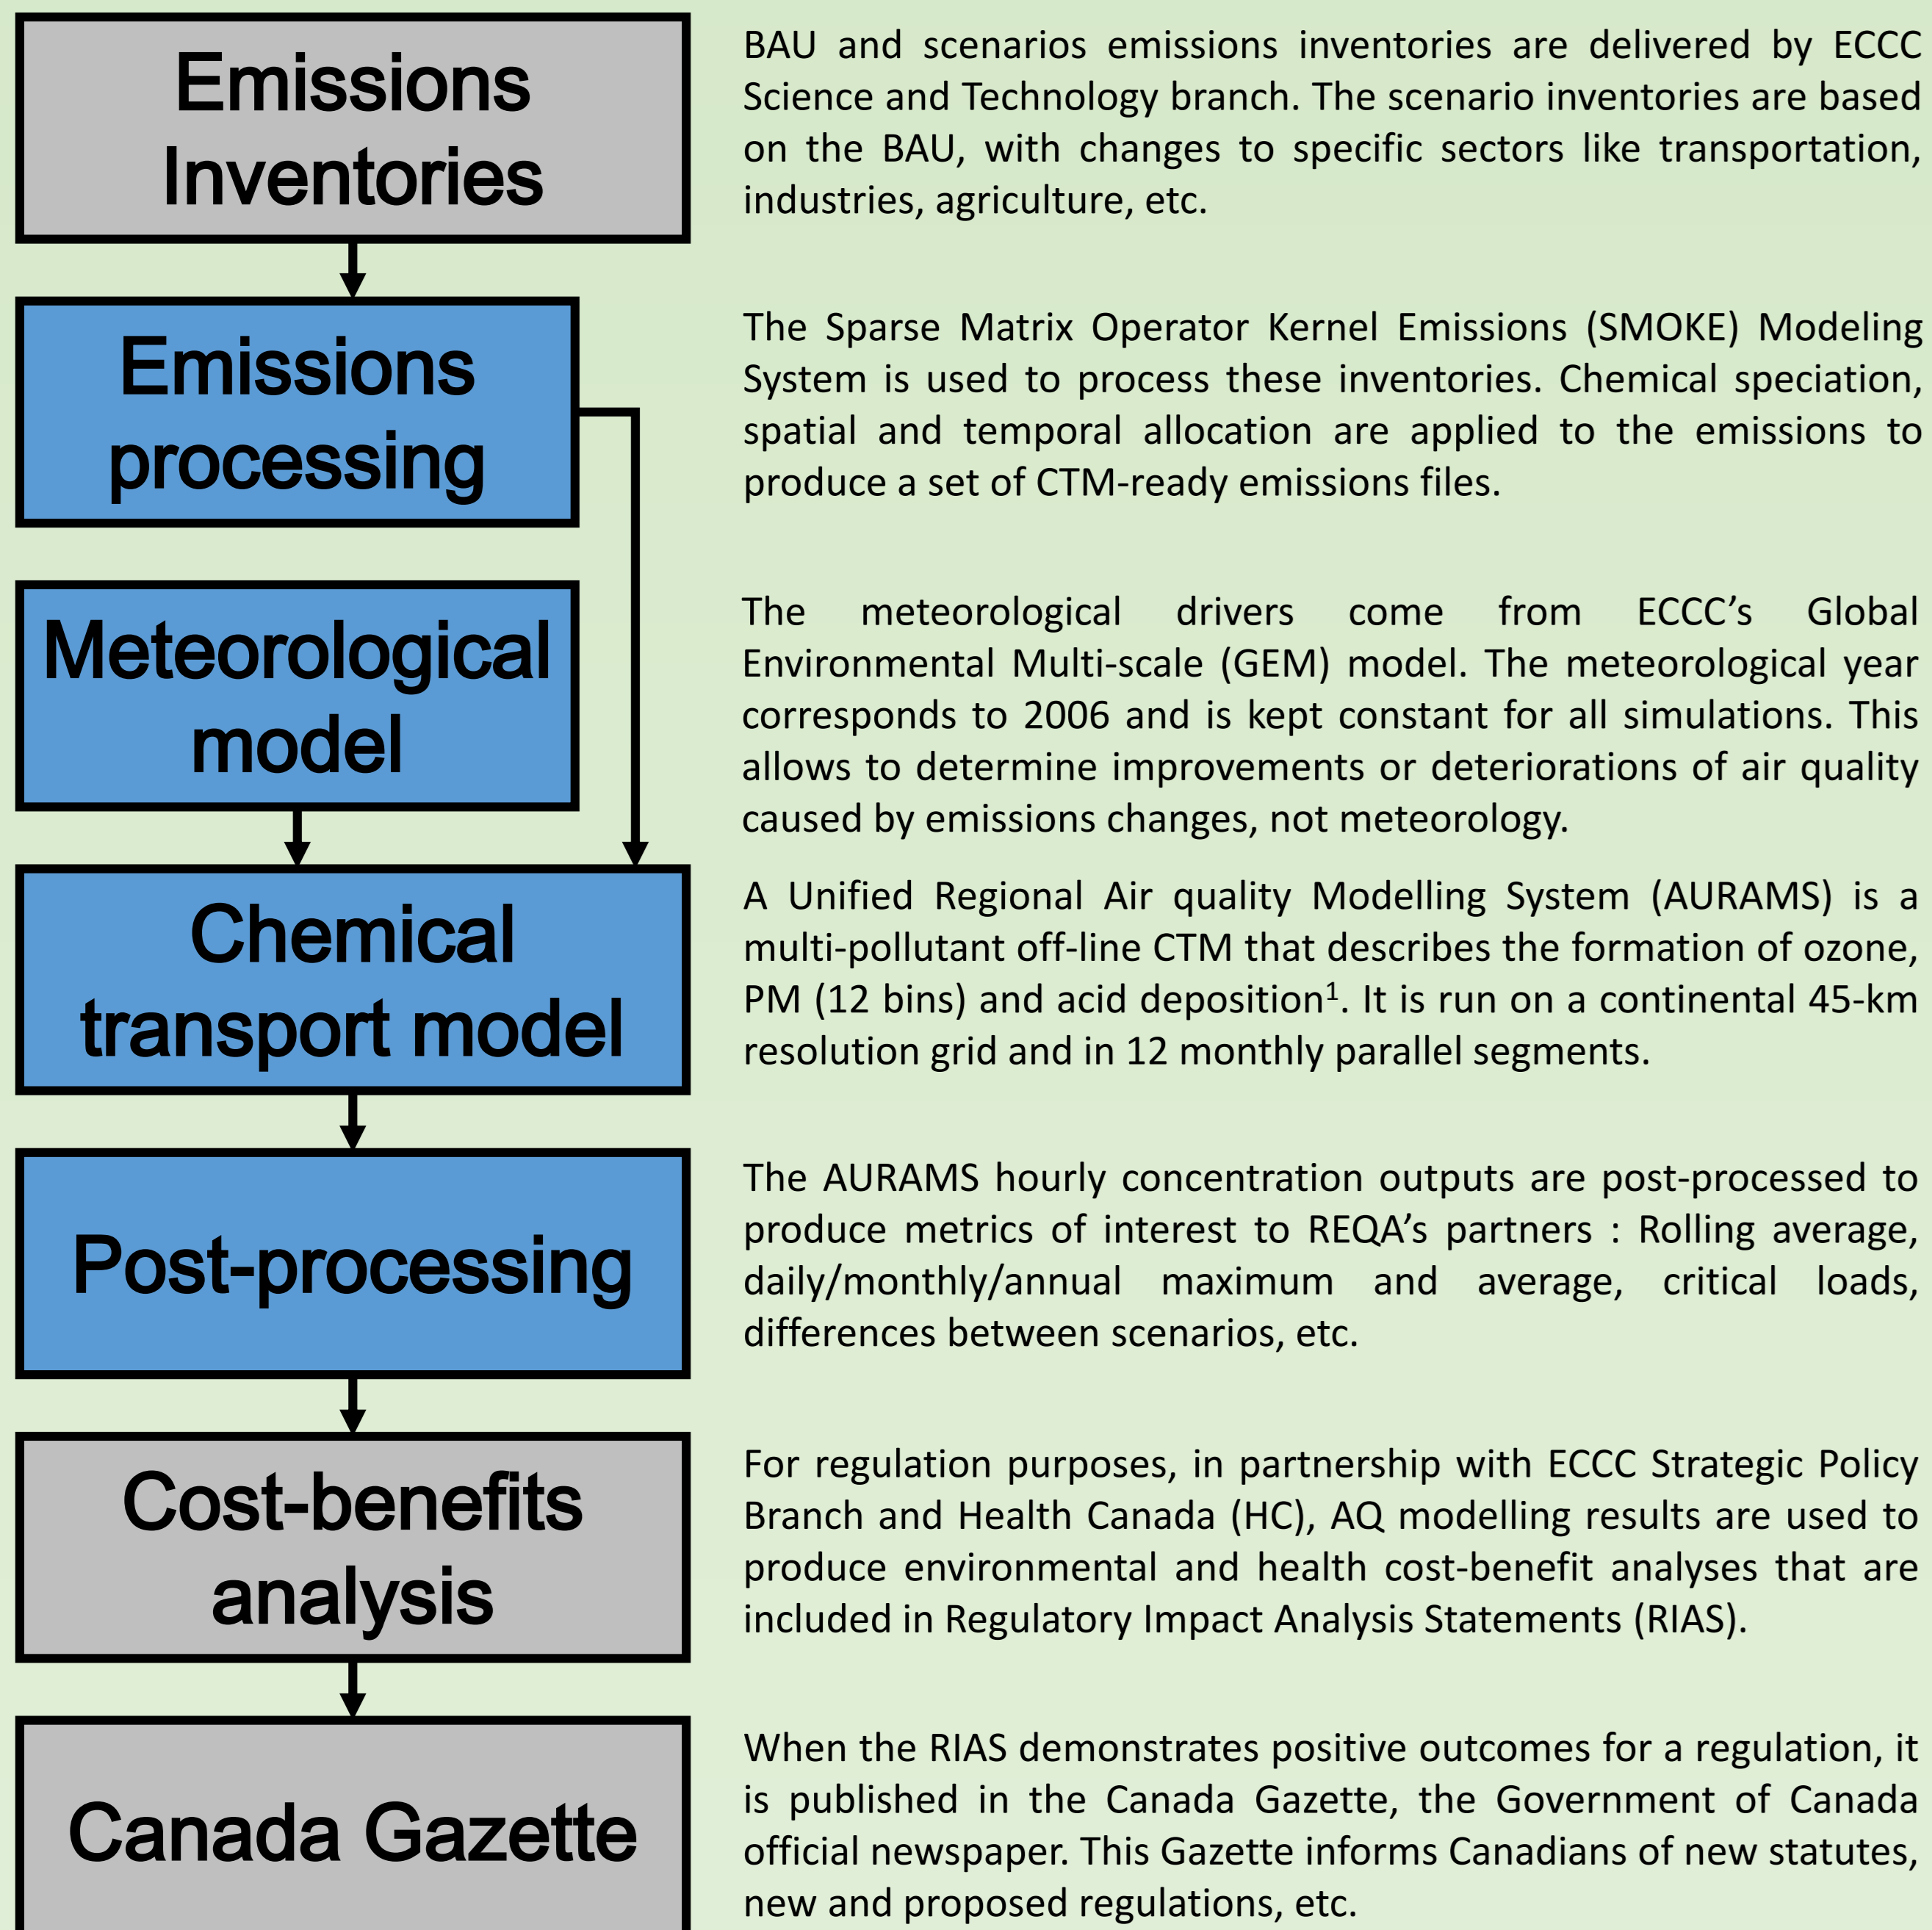 Emissions
Inventories
BAU and scenarios emissions inventories are delivered by ECCC
Science and Technology branch. The scenario inventories are based
on the BAU, with changes to specific sectors like transportation,
industries, agriculture, etc.
Emissions
processing
The Sparse Matrix Operator Kernel Emissions (SMOKE) Modeling
System is used to process these inventories. Chemical speciation,
spatial and temporal allocation are applied to the emissions to
produce a set of CTM-ready emissions files.
Meteorological
model
The meteorological drivers come from ECCC’s Global
Environmental Multi-scale (GEM) model. The meteorological year
corresponds to 2006 and is kept constant for all simulations. This
allows to determine improvements or deteriorations of air quality
caused by emissions changes, not meteorology.
Chemical
transport model
A Unified Regional Air quality Modelling System (AURAMS) is a
multi-pollutant off-line CTM that describes the formation of ozone,
PM (12 bins) and acid deposition¹. It is run on a continental 45-km
resolution grid and in 12 monthly parallel segments.
Post-processing
The AURAMS hourly concentration outputs are post-processed to
produce metrics of interest to REQA’s partners : Rolling average,
daily/monthly/annual maximum and average, critical loads,
differences between scenarios, etc.
Cost-benefits
analysis
For regulation purposes, in partnership with ECCC Strategic Policy
Branch and Health Canada (HC), AQ modelling results are used to
produce environmental and health cost-benefit analyses that are
included in Regulatory Impact Analysis Statements (RIAS).
Canada Gazette
When the RIAS demonstrates positive outcomes for a regulation, it
is published in the Canada Gazette, the Government of Canada
official newspaper. This Gazette informs Canadians of new statutes,
new and proposed regulations, etc.